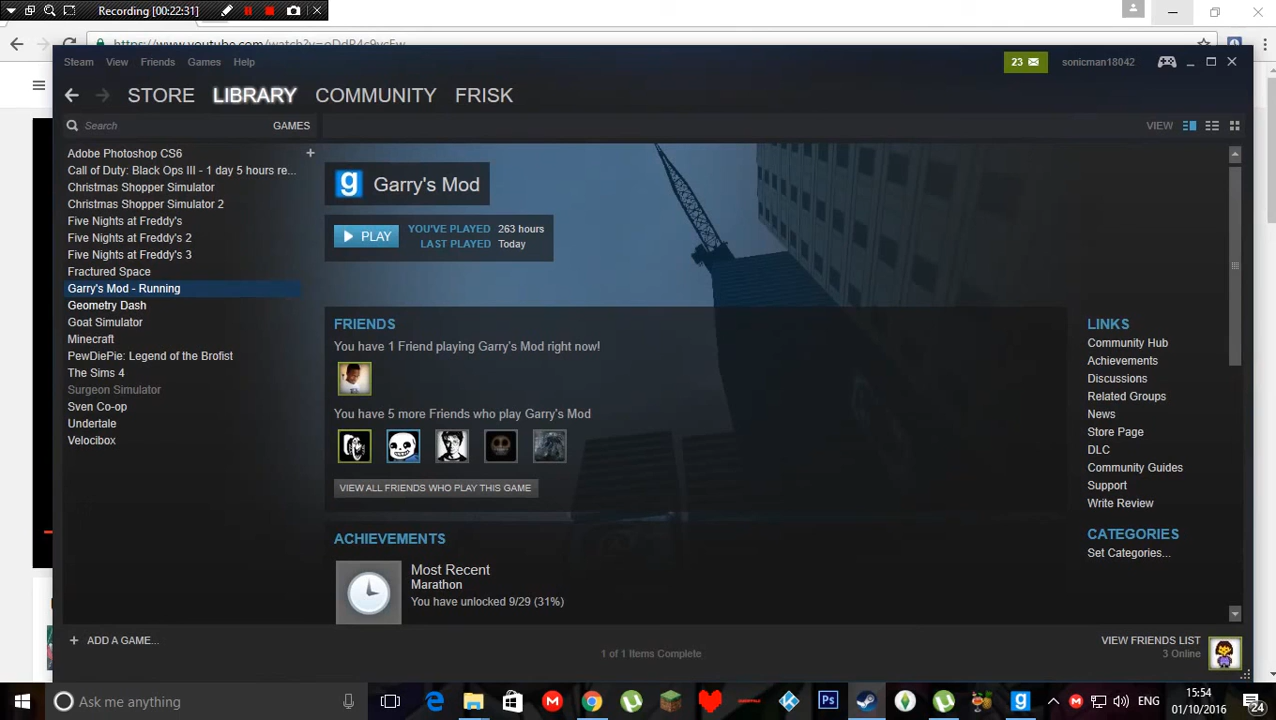 Recording [00:22:31]
https://www.youtube.com/watch?v=
Steam View Friends Games Help
23
sonicman18042
STORE LIBRARY COMMUNITY FRISK
Search GAMES
VIEW
Adobe Photoshop CS6
Call of Duty: Black Ops III - 1 day 5 hours re...
Christmas Shopper Simulator
Christmas Shopper Simulator 2
Five Nights at Freddy's
Five Nights at Freddy's 2
Five Nights at Freddy's 3
Fractured Space
Garry's Mod - Running
Geometry Dash
Goat Simulator
Minecraft
PewDiePie: Legend of the Brofist
The Sims 4
Surgeon Simulator
Sven Co-op
Undertale
Velocibox
g Garry's Mod
PLAY
YOU'VE PLAYED 263 hours
LAST PLAYED Today
FRIENDS
You have 1 Friend playing Garry's Mod right now!
You have 5 more Friends who play Garry's Mod
VIEW ALL FRIENDS WHO PLAY THIS GAME
ACHIEVEMENTS
Most Recent
Marathon
You have unlocked 9/29 (31%)
LINKS
Community Hub
Achievements
Discussions
Related Groups
News
Store Page
DLC
Community Guides
Support
Write Review
CATEGORIES
Set Categories...
+ ADD A GAME...
1 of 1 Items Complete
VIEW FRIENDS LIST
3 Online
Ask me anything
Ps
g
ENG
15:54
01/10/2016
24